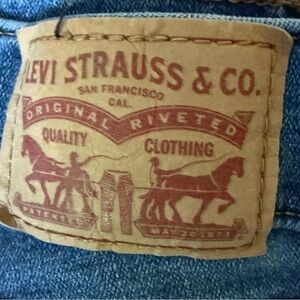 LEVI STRAUSS & CO.
SAN FRANCISCO
CAL.
ORIGINAL RIVETED
QUALITY CLOTHING
PATENTED MAY 20 1873